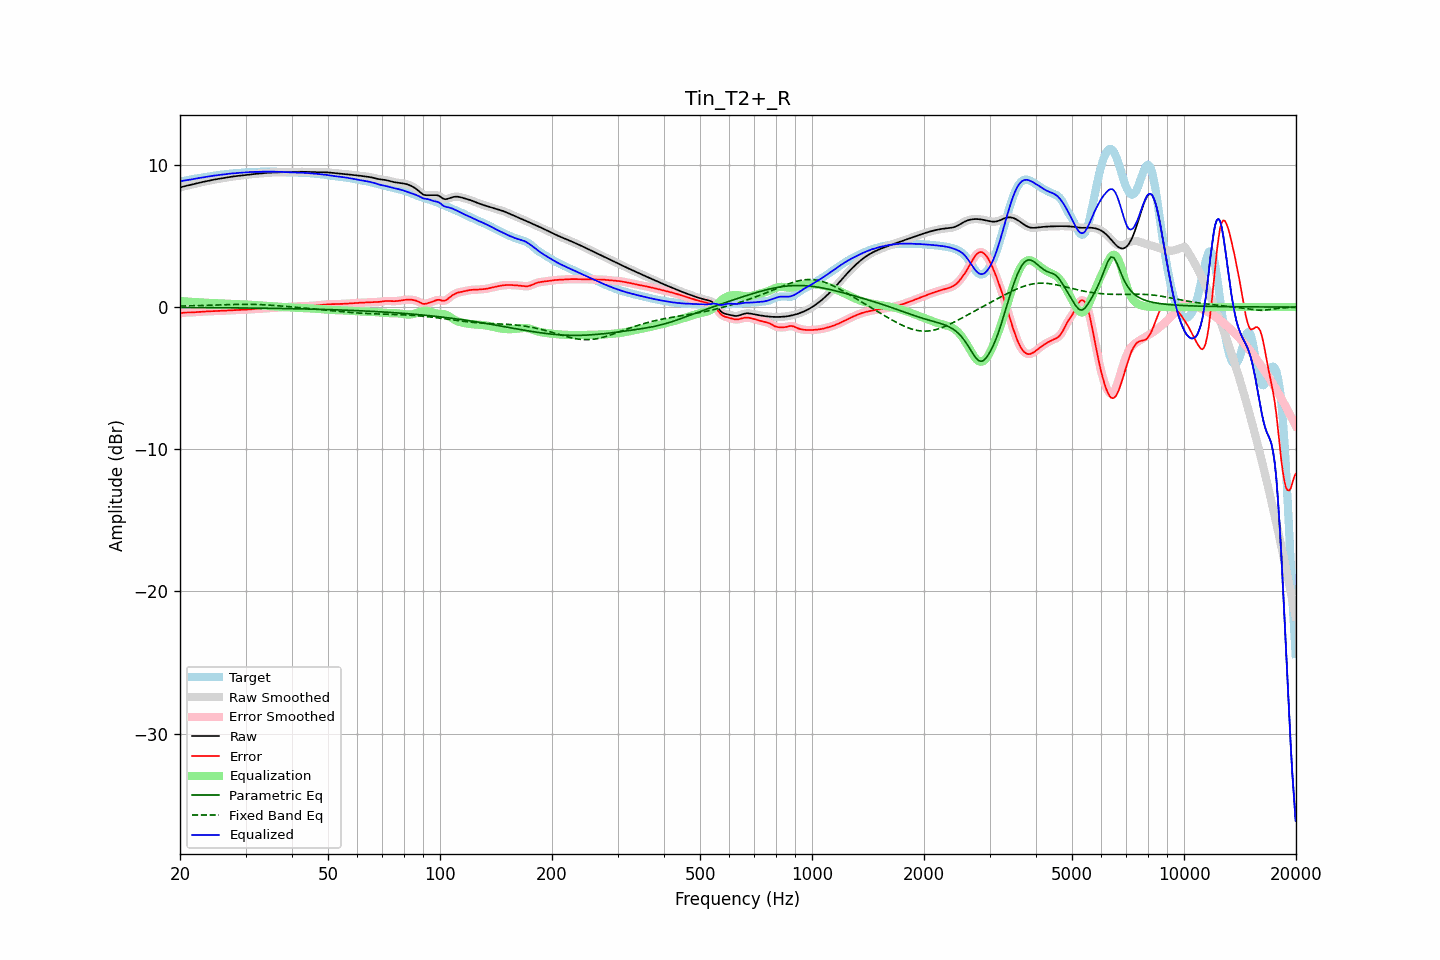 Tin_T2+_R
Amplitude (dBr)
10
0
−10
−20
−30
Target
Raw Smoothed
Error Smoothed
Raw
Error
Equalization
Parametric Eq
Fixed Band Eq
Equalized
20 50 100 200 500 1000 2000 5000 10000 20000
Frequency (Hz)